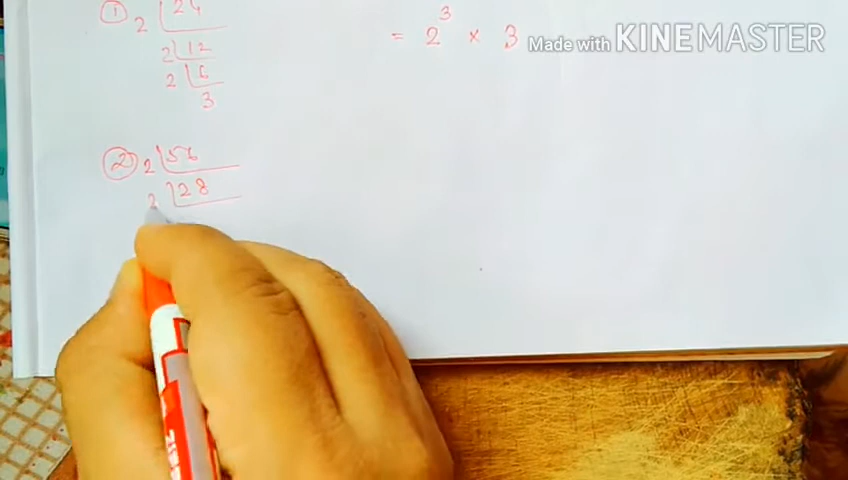 ① 2 | 24
2 | 12
2 | 6
3
= 2³ × 3
Made with KINEMASTER
② 2 | 56
2 | 28